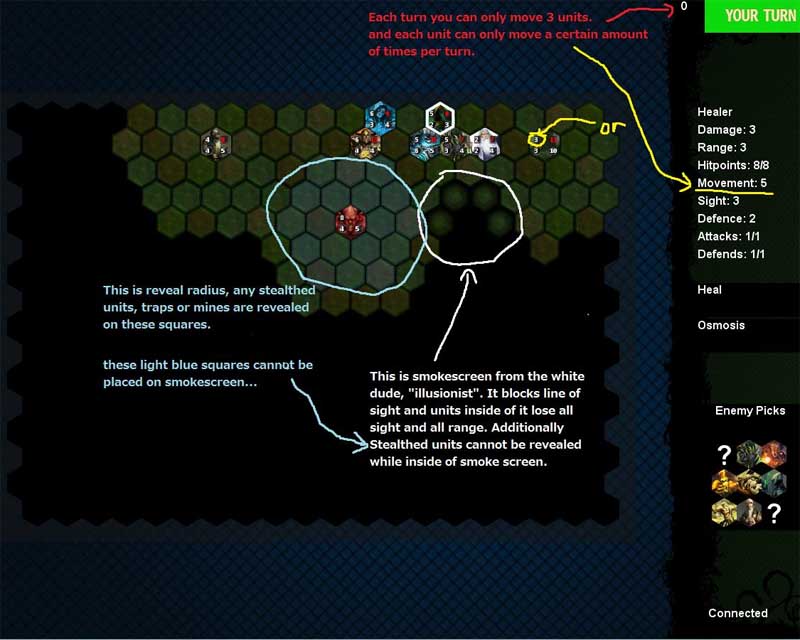 Each turn you can only move 3 units.
and each unit can only move a certain amount
of times per turn.
0
YOUR TURN
or
Healer
Damage: 3
Range: 3
Hitpoints: 8/8
Movement: 5
Sight: 3
Defence: 2
Attacks: 1/1
Defends: 1/1
Heal
Osmosis
This is reveal radius, any stealthed
units, traps or mines are revealed
on these squares.
these light blue squares cannot be
placed on smokescreen...
This is smokescreen from the white
dude, "illusionist". It blocks line of
sight and units inside of it lose all
sight and all range. Additionally
Stealthed units cannot be revealed
while inside of smoke screen.
Enemy Picks
?
?
Connected